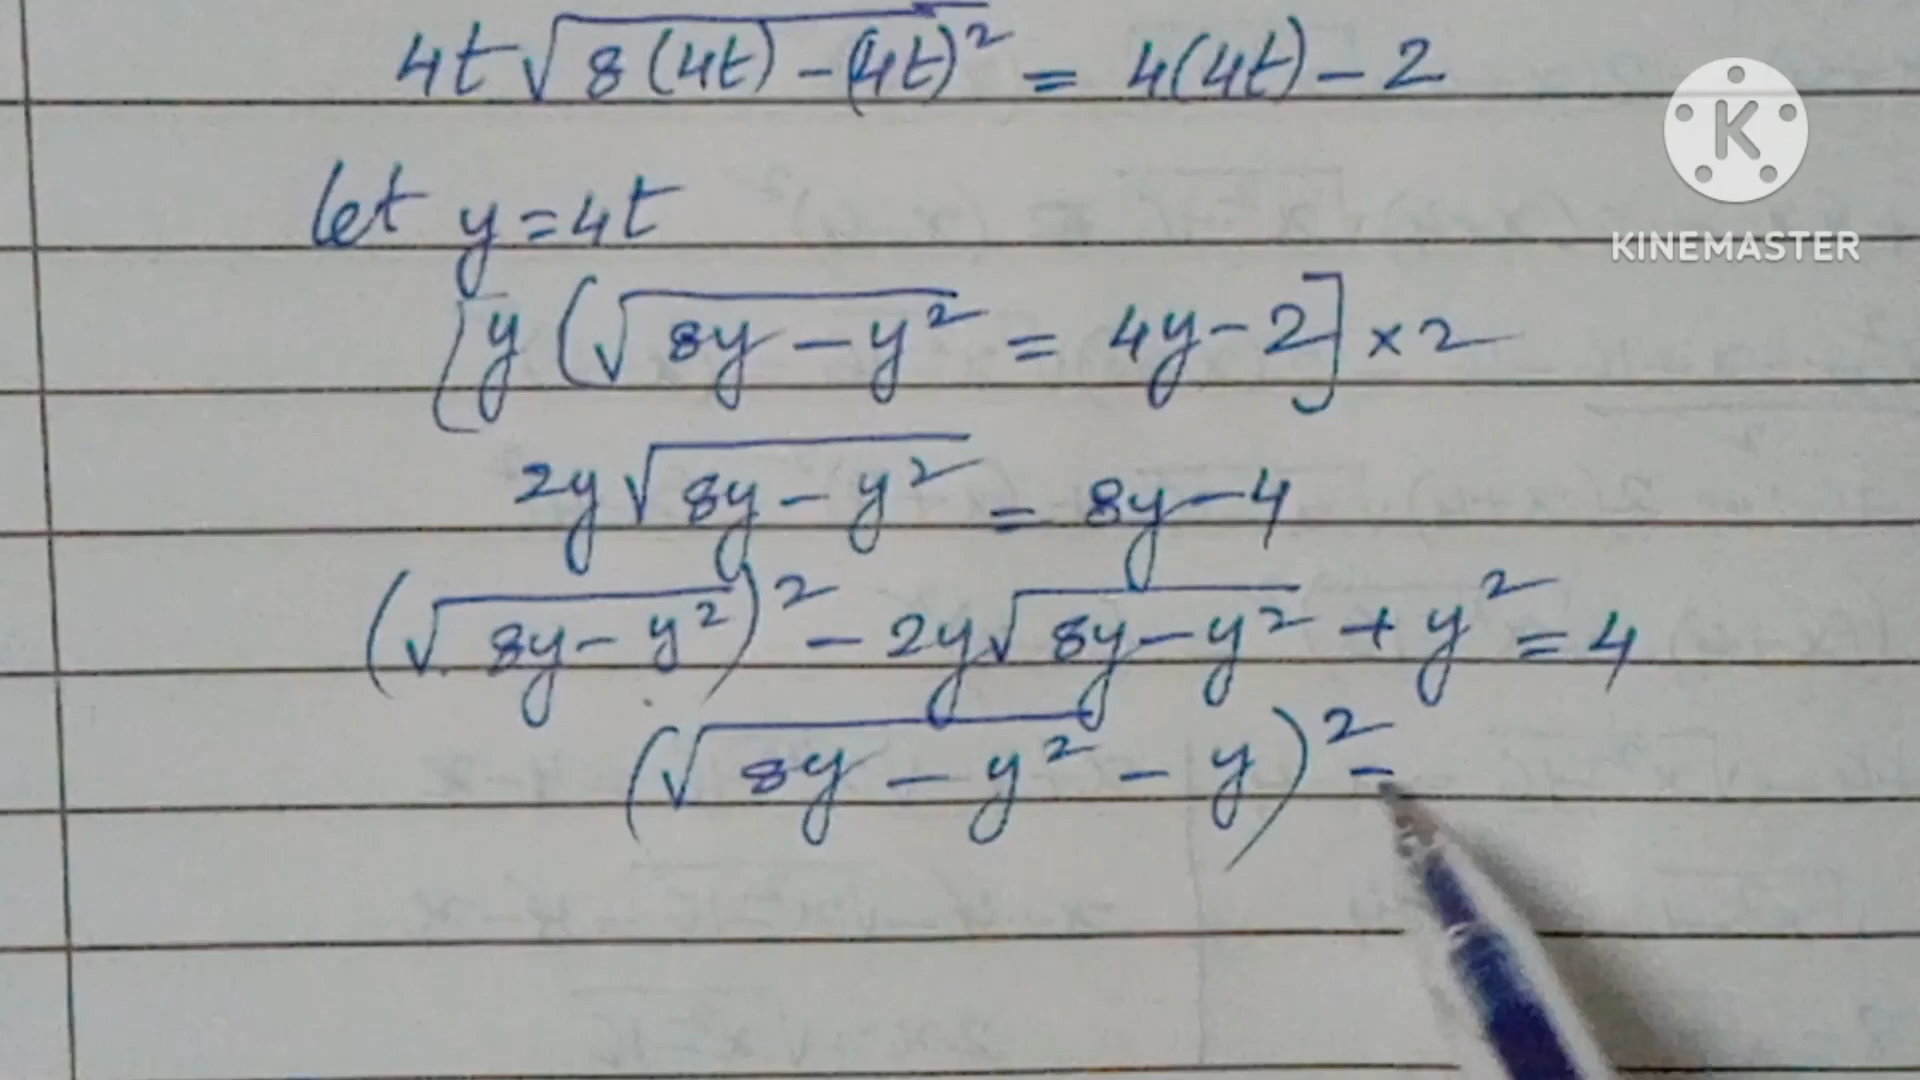 4t√8(4t)-(4t)² = 4(4t)-2
K
KINEMASTER
let y=4t
[y(√8y-y² = 4y-2]×2
2y√8y-y² = 8y-4
(√8y-y²)²-2y√8y-y²+y²=4
(√8y-y²-y)²-